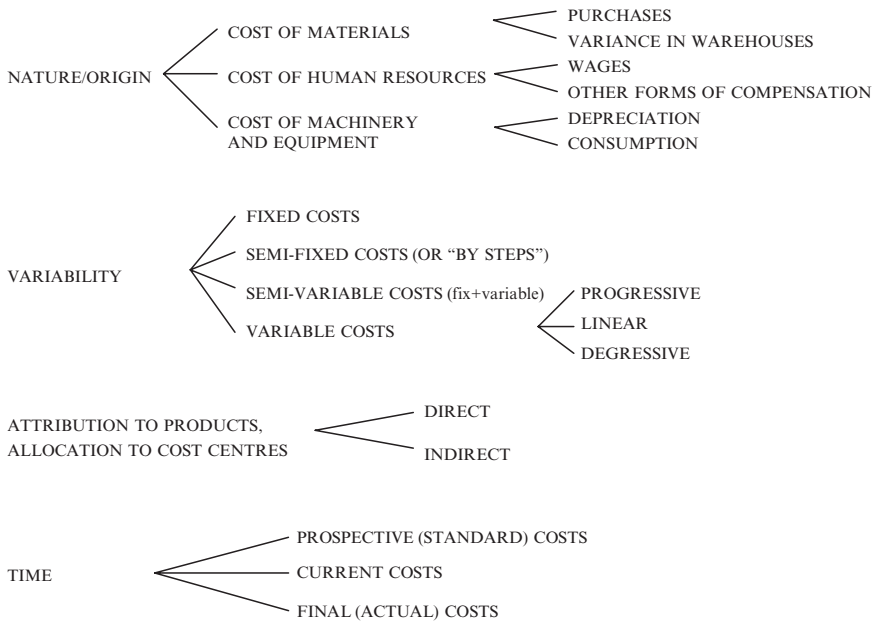 NATURE/ORIGIN
COST OF MATERIALS
PURCHASES
VARIANCE IN WAREHOUSES
COST OF HUMAN RESOURCES
WAGES
OTHER FORMS OF COMPENSATION
COST OF MACHINERY
AND EQUIPMENT
DEPRECIATION
CONSUMPTION
VARIABILITY
FIXED COSTS
SEMI-FIXED COSTS (OR “BY STEPS”)
SEMI-VARIABLE COSTS (fix+variable)
VARIABLE COSTS
PROGRESSIVE
LINEAR
DEGRESSIVE
ATTRIBUTION TO PRODUCTS,
ALLOCATION TO COST CENTRES
DIRECT
INDIRECT
TIME
PROSPECTIVE (STANDARD) COSTS
CURRENT COSTS
FINAL (ACTUAL) COSTS